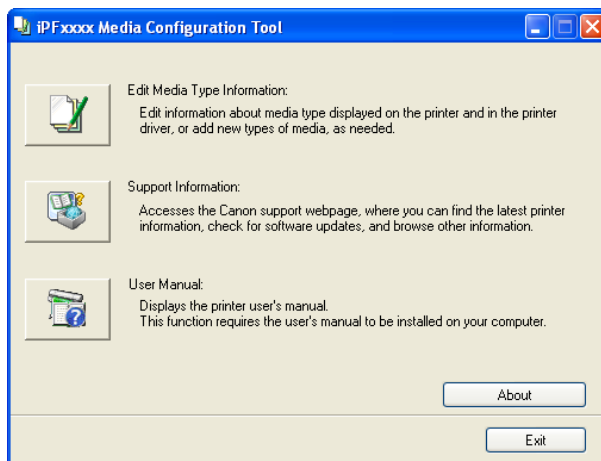 iPFxxxx Media Configuration Tool
Edit Media Type Information:
Edit information about media type displayed on the printer and in the printer
driver, or add new types of media, as needed.
Support Information:
Accesses the Canon support webpage, where you can find the latest printer
information, check for software updates, and browse other information.
User Manual:
Displays the printer user's manual.
This function requires the user's manual to be installed on your computer.
About
Exit